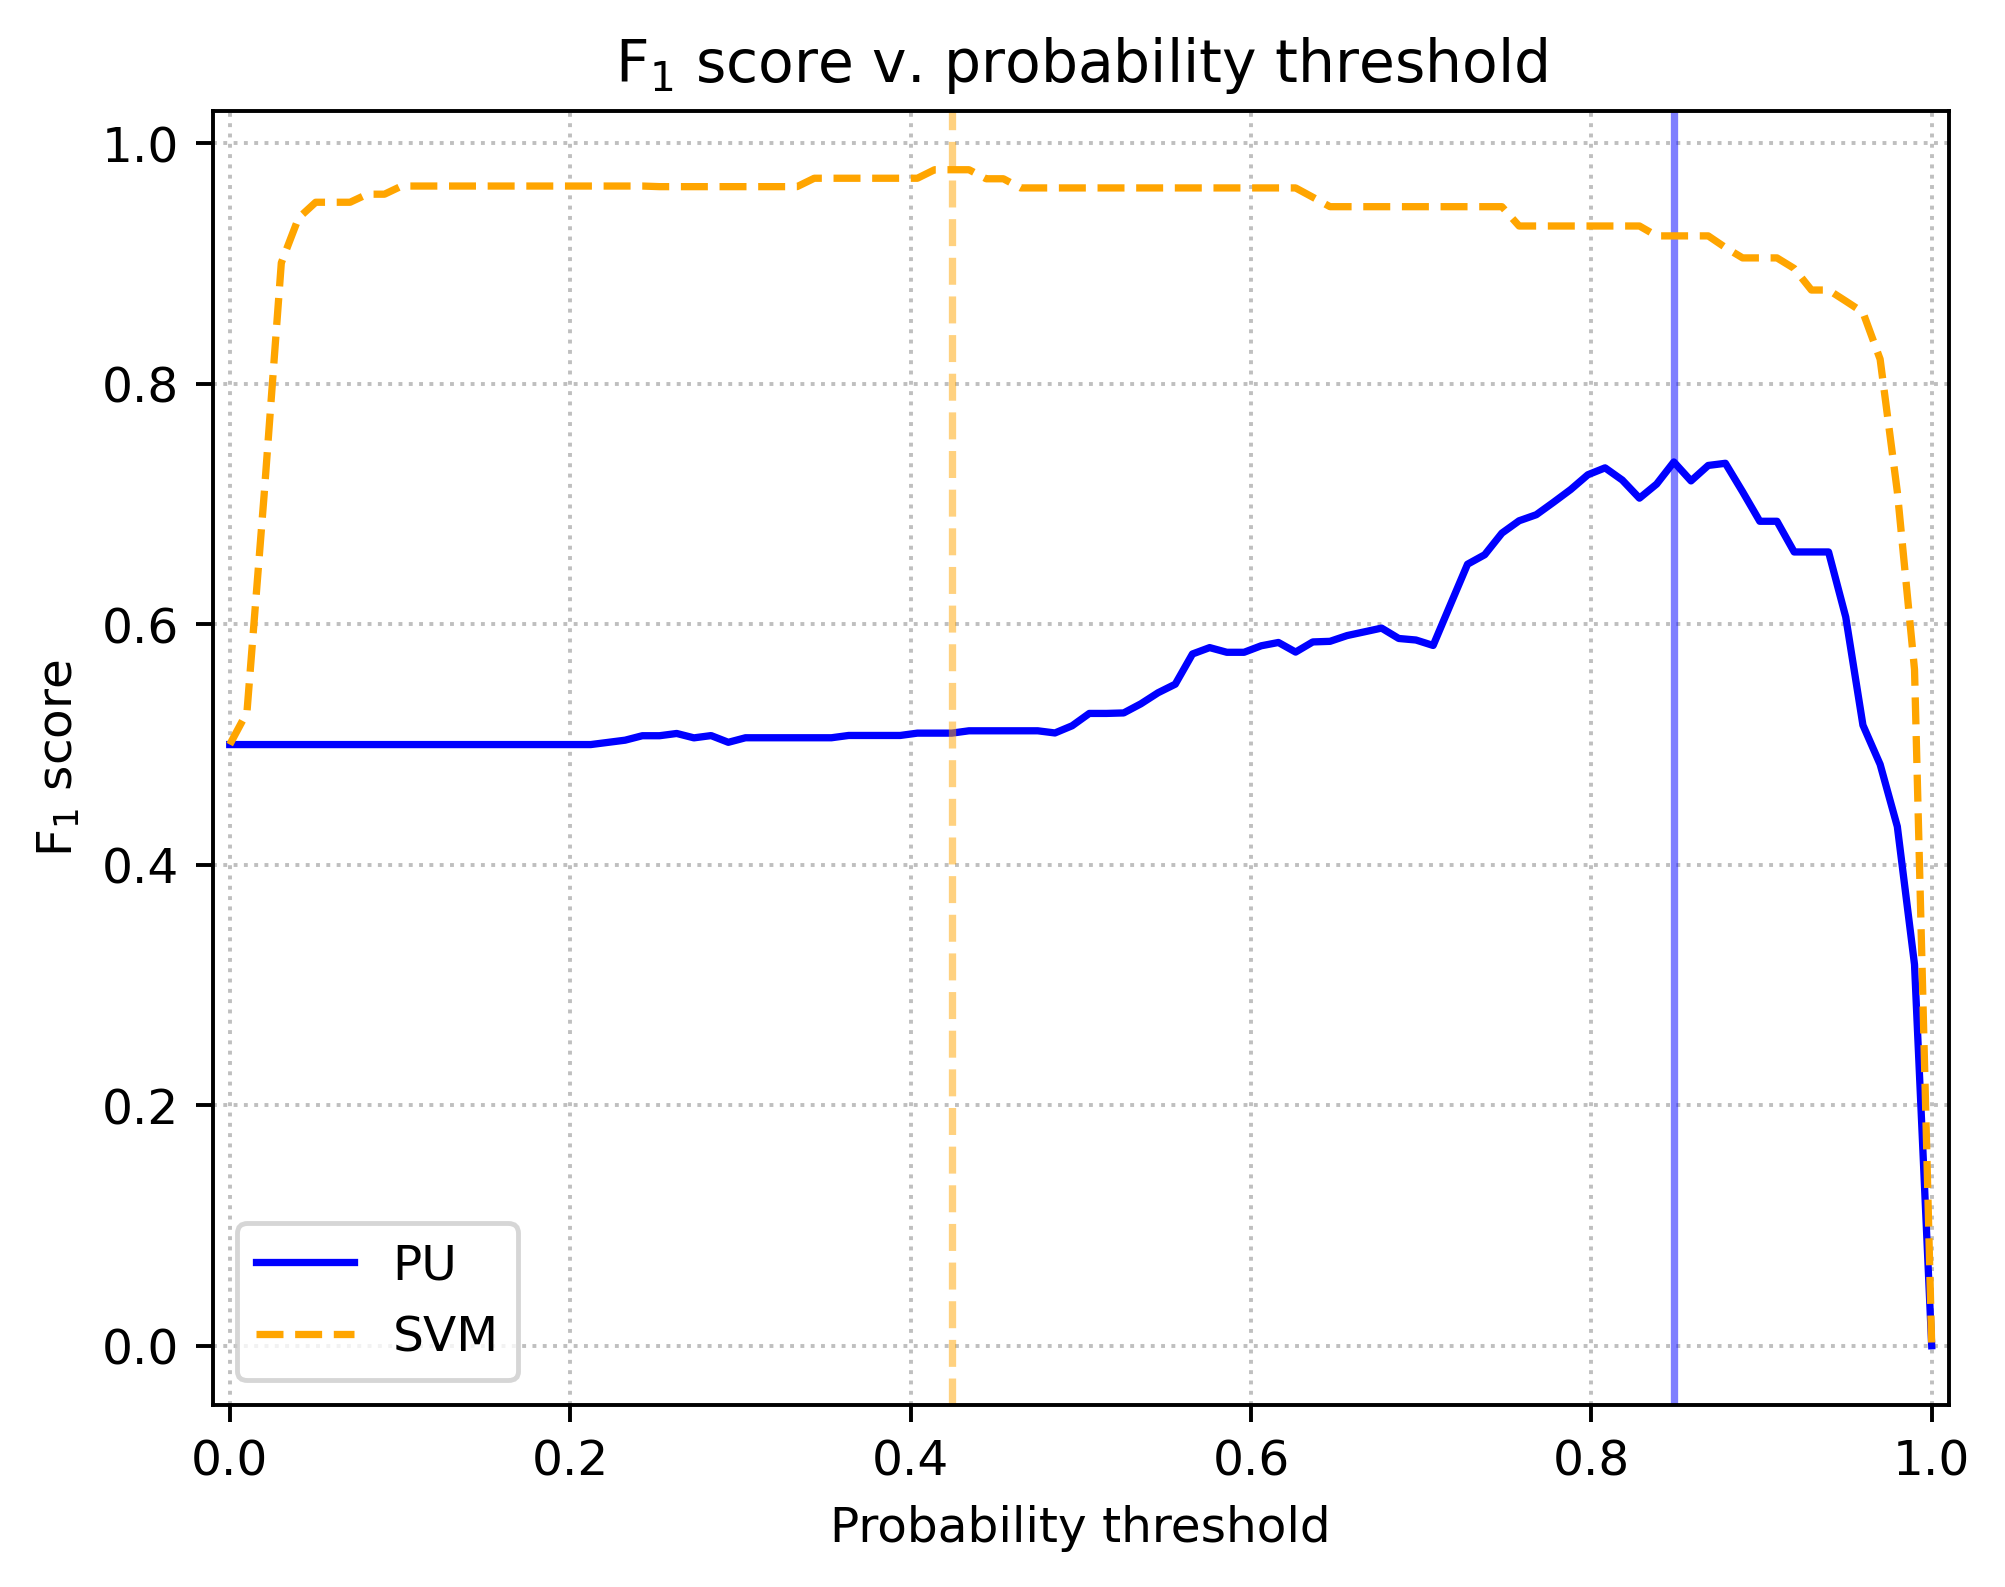 F₁ score v. probability threshold
F₁ score
1.0
0.8
0.6
0.4
0.2
0.0
PU
SVM
0.0 0.2 0.4 0.6 0.8 1.0
Probability threshold